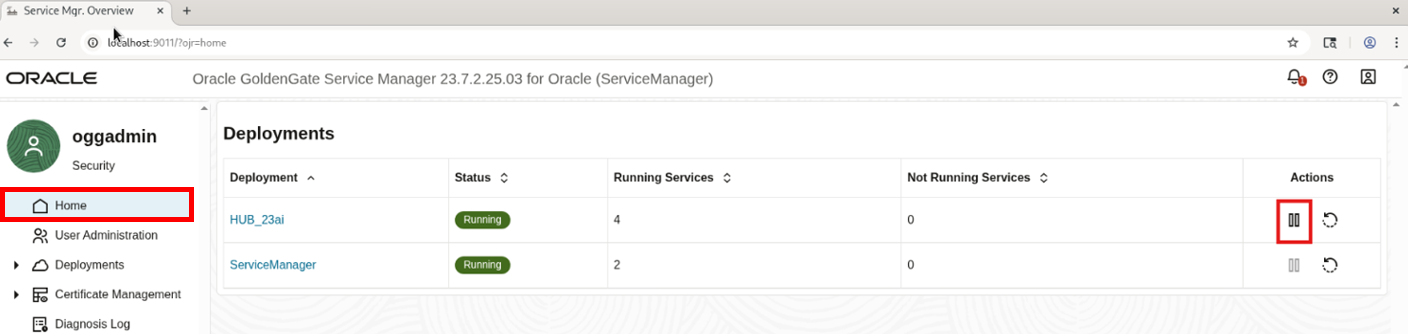 Service Mgr. Overview
localhost:9011/?ojr=home
ORACLE
Oracle GoldenGate Service Manager 23.7.2.25.03 for Oracle (ServiceManager)
1
oggadmin
Security
Home
User Administration
Deployments
Certificate Management
Diagnosis Log
Deployments
Deployment Status Running Services Not Running Services Actions
HUB_23ai Running 4 0
ServiceManager Running 2 0